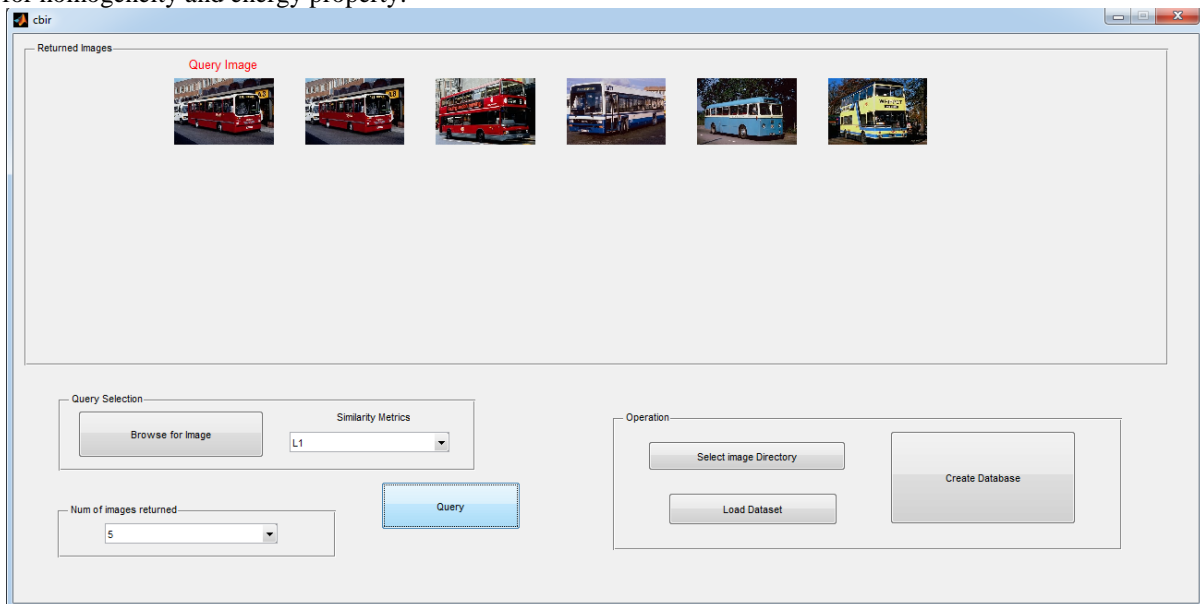 for homogeneity and energy property.
cbir
Returned Images
Query Image
Query Selection
Browse for Image
Similarity Metrics
L1
Num of images returned
5
Query
Operation
Select image Directory
Load Dataset
Create Database